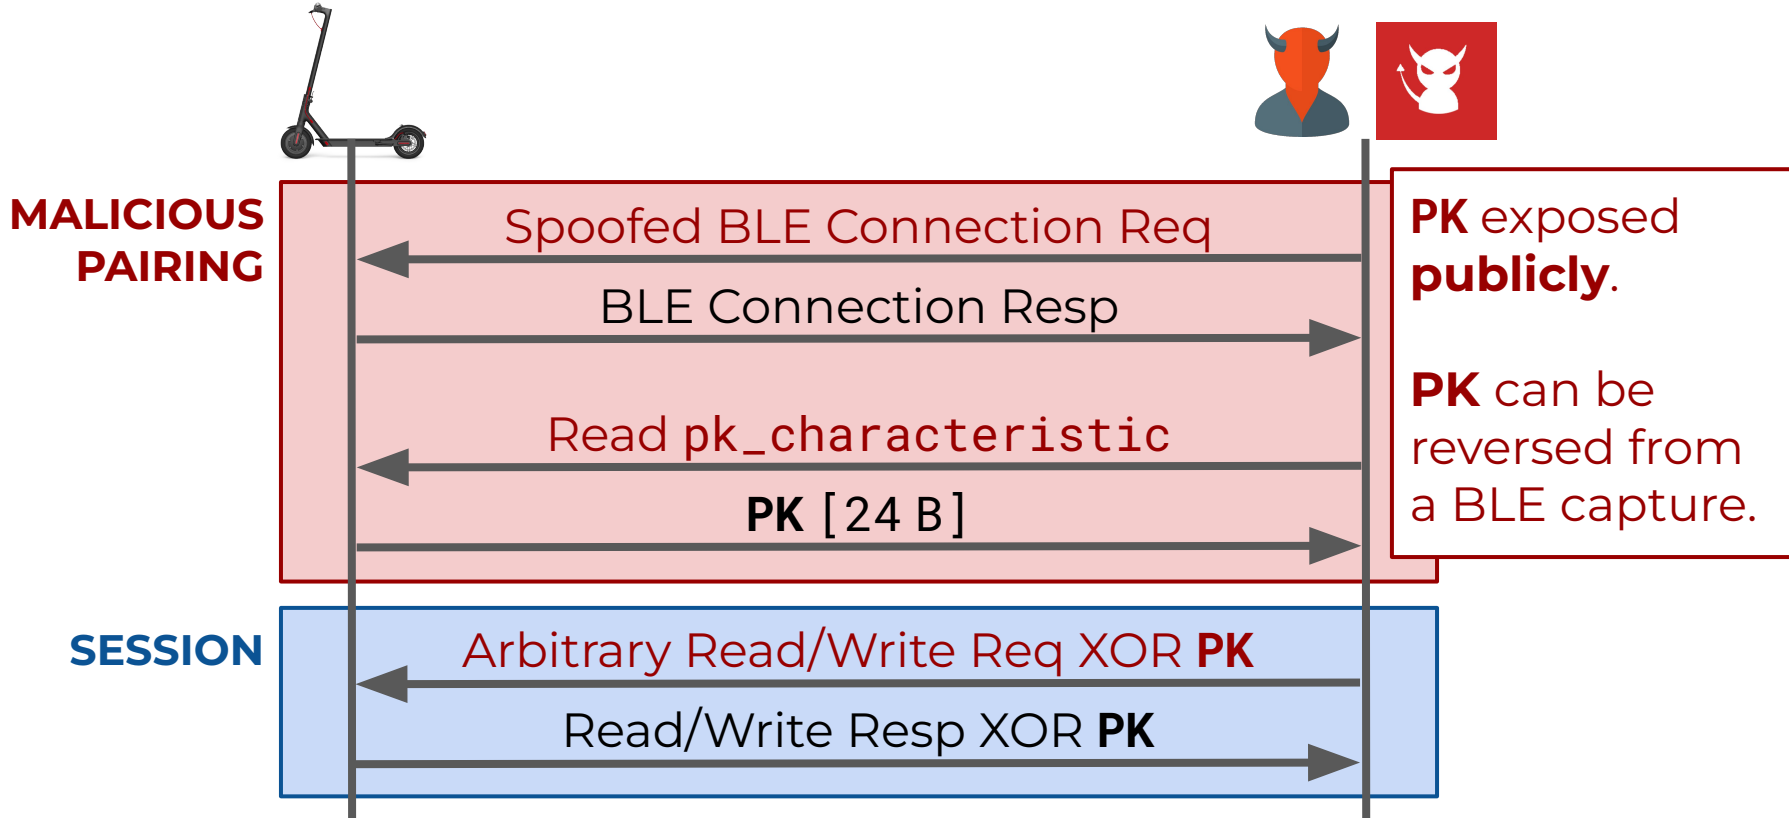 MALICIOUS
PAIRING
Spoofed BLE Connection Req
BLE Connection Resp
Read pk_characteristic
PK [24 B]
PK exposed
publicly.
PK can be
reversed from
a BLE capture.
SESSION
Arbitrary Read/Write Req XOR PK
Read/Write Resp XOR PK